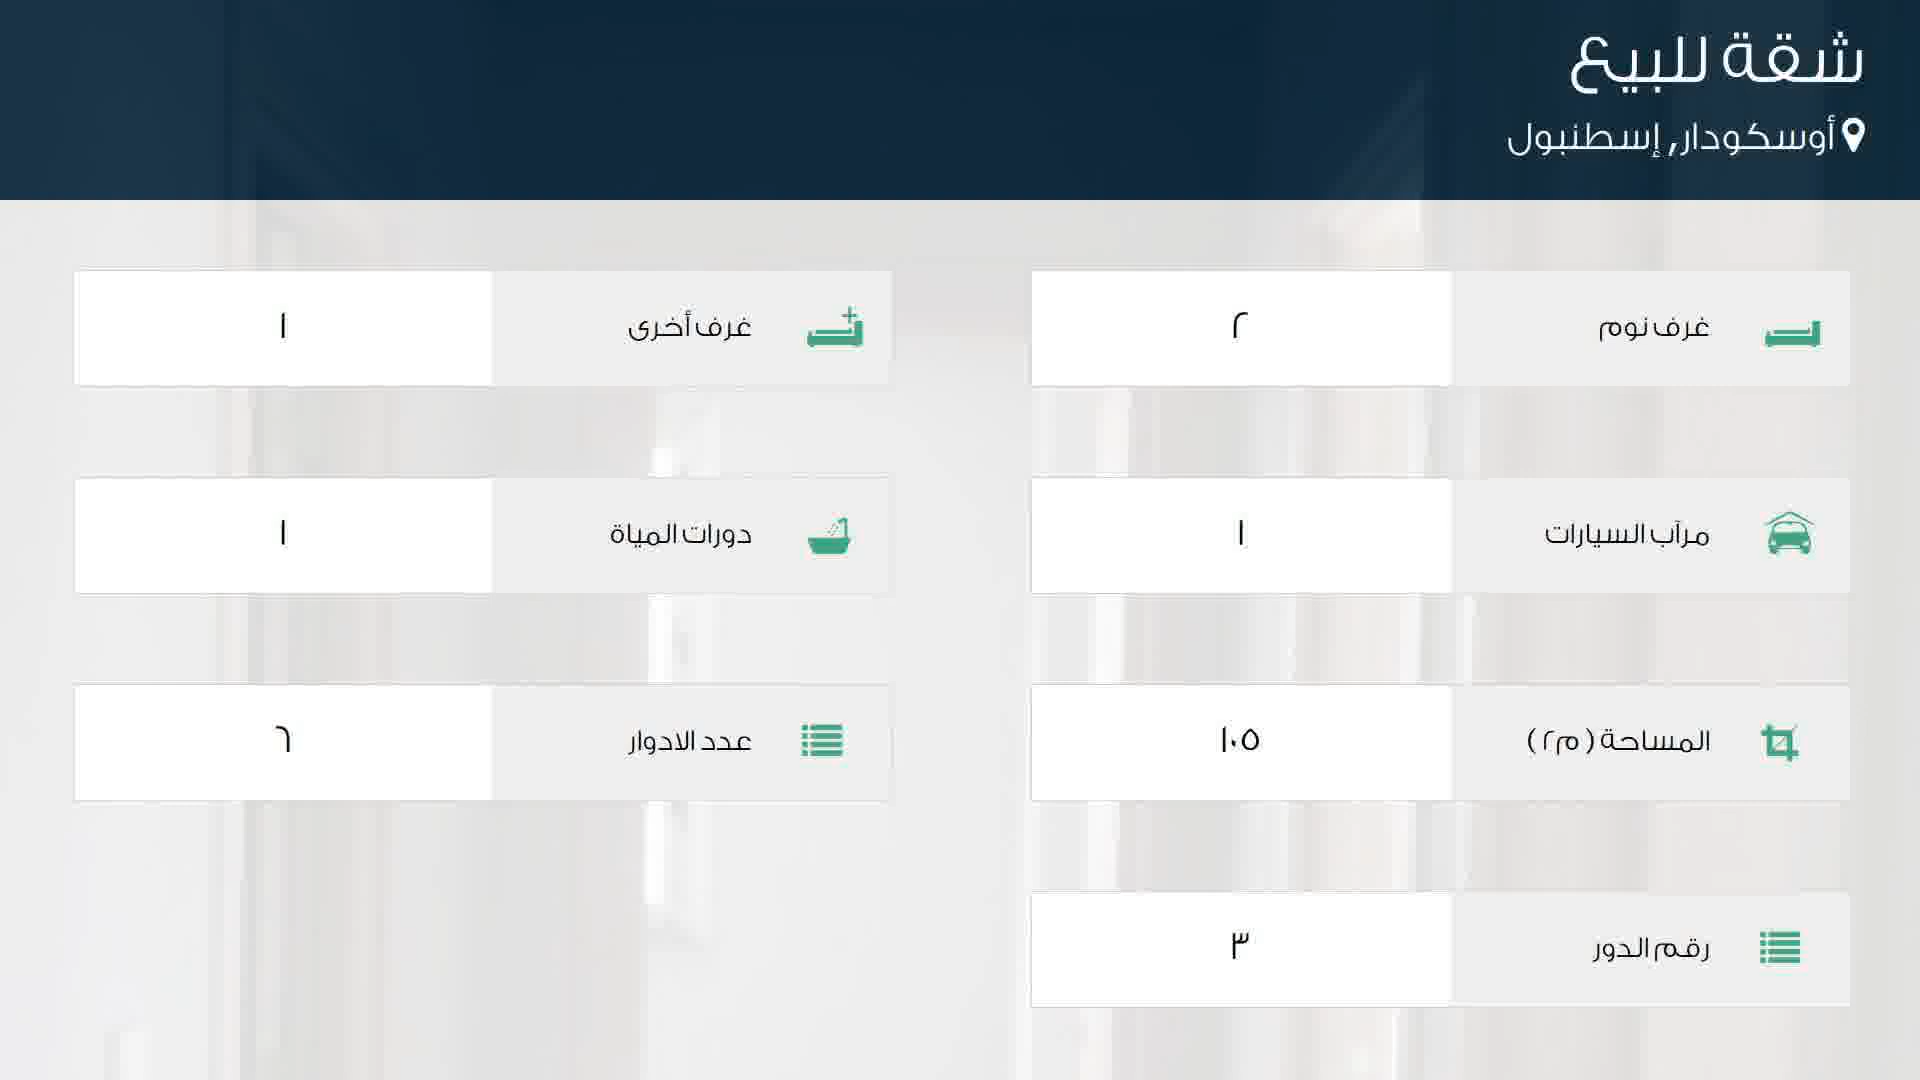 شقة للبيع
أوسكودار, إسطنبول
غرف نوم ٢
غرف أخرى ١
مرآب السيارات ١
دورات المياة ١
المساحة ( م٢ ) ١٠٥
عدد الادوار ٦
رقم الدور ٣